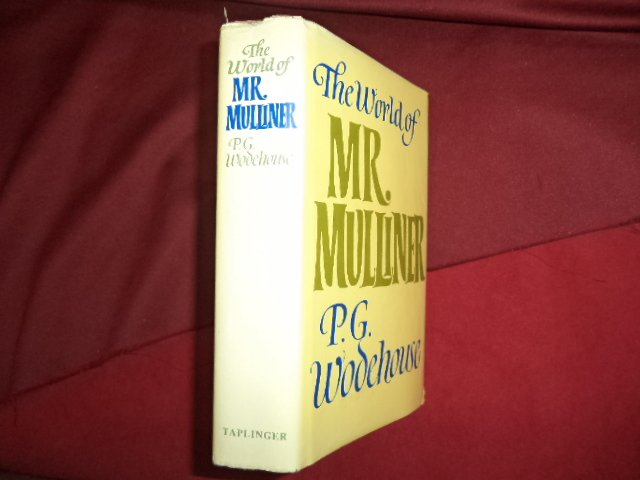 The
World of
MR.
MULLINER
P.G.
Wodehouse
TAPLINGER
The World of
MR.
MULLINER
P.G.
Wodehouse